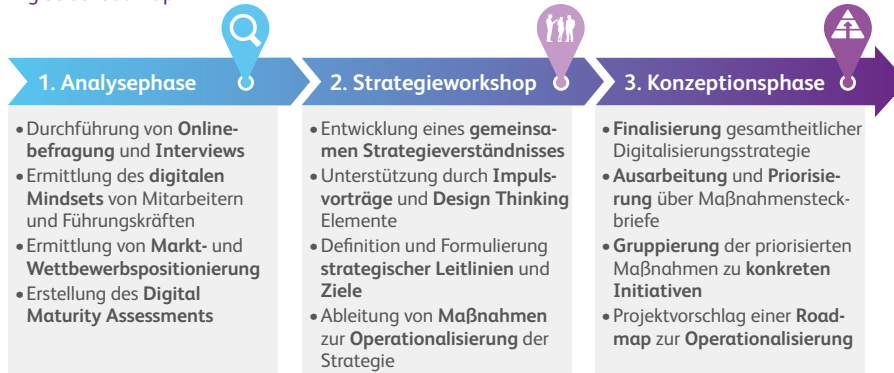 1. Analysephase
• Durchführung von Online-
befragung und Interviews
• Ermittlung des digitalen
Mindsets von Mitarbeitern
und Führungskräften
• Ermittlung von Markt- und
Wettbewerbspositionierung
• Erstellung des Digital
Maturity Assessments
2. Strategieworkshop
• Entwicklung eines gemeinsa-
men Strategieverständnisses
• Unterstützung durch Impuls-
vorträge und Design Thinking
Elemente
• Definition und Formulierung
strategischer Leitlinien und
Ziele
• Ableitung von Maßnahmen
zur Operationalisierung der
Strategie
3. Konzeptionsphase
• Finalisierung gesamtheitlicher
Digitalisierungsstrategie
• Ausarbeitung und Priorisie-
rung über Maßnahmensteck-
briefe
• Gruppierung der priorisierten
Maßnahmen zu konkreten
Initiativen
• Projektvorschlag einer Road-
map zur Operationalisierung